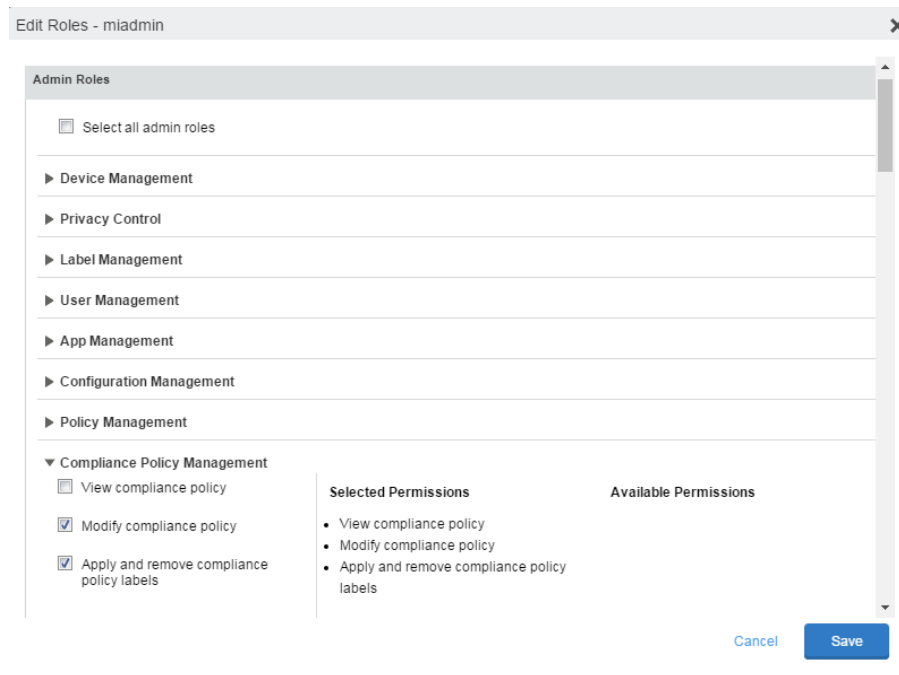 Edit Roles - miadmin
Admin Roles
Select all admin roles
Device Management
Privacy Control
Label Management
User Management
App Management
Configuration Management
Policy Management
Compliance Policy Management
View compliance policy
Modify compliance policy
Apply and remove compliance
policy labels
Selected Permissions
• View compliance policy
• Modify compliance policy
• Apply and remove compliance policy
labels
Available Permissions
Cancel
Save